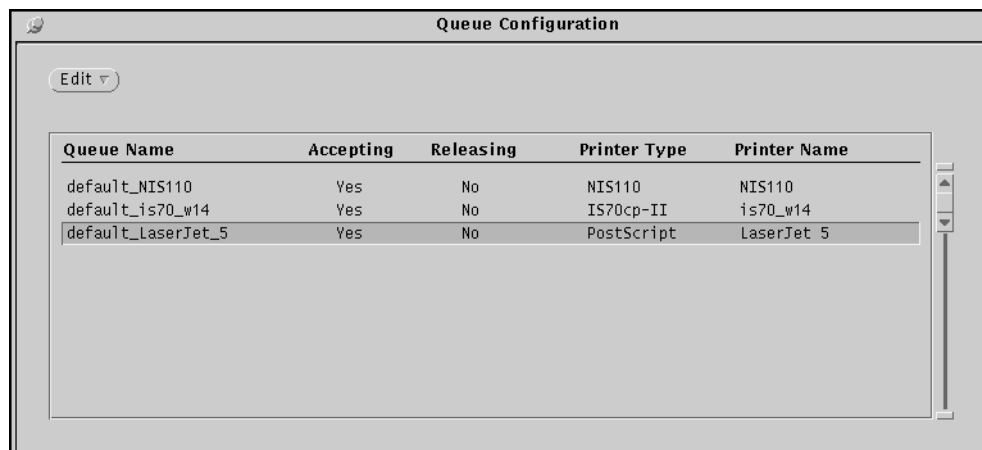 Queue Configuration
Edit
Queue Name Accepting Releasing Printer Type Printer Name
default_NIS110 Yes No NIS110 NIS110
default_is70_w14 Yes No IS70cp-II is70_w14
default_LaserJet_5 Yes No PostScript LaserJet 5